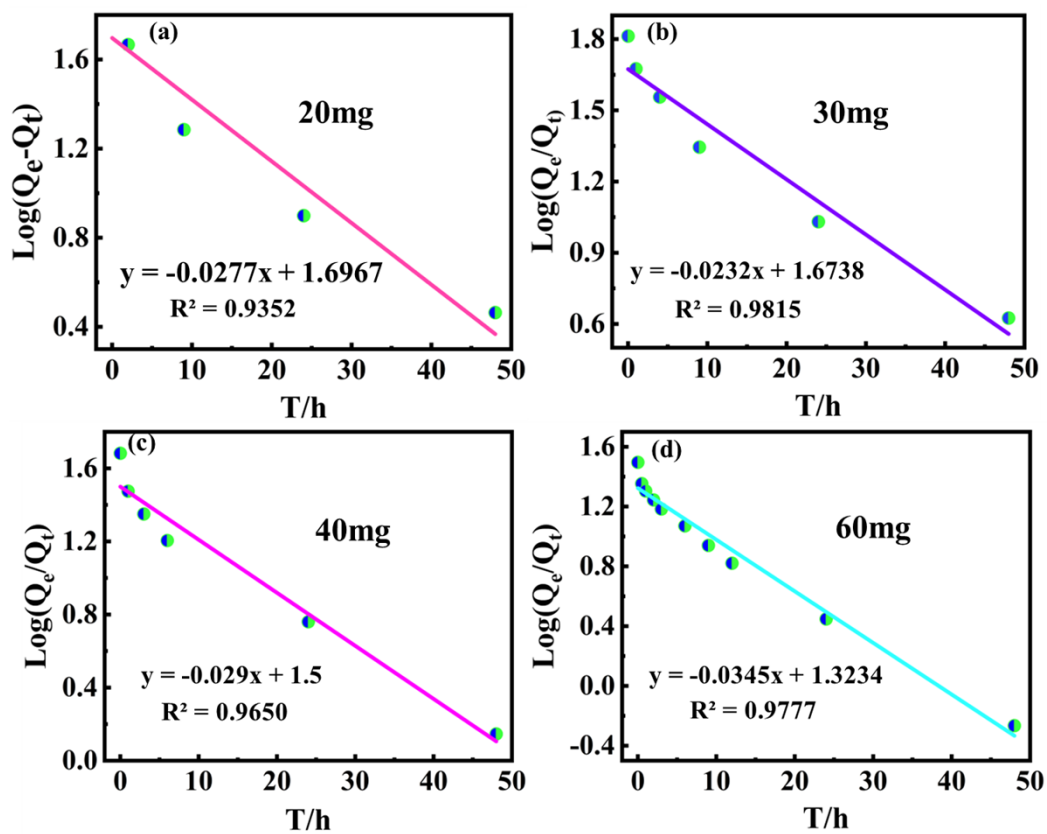 (a)
20mg
y = -0.0277x + 1.6967
R² = 0.9352
Log(Qe-Qt)
1.6
1.2
0.8
0.4
0 10 20 30 40 50
T/h
(b)
30mg
y = -0.0232x + 1.6738
R² = 0.9815
Log(Qe/Qt)
1.8
1.5
1.2
0.9
0.6
0 10 20 30 40 50
T/h
(c)
40mg
y = -0.029x + 1.5
R² = 0.9650
Log(Qe/Qt)
1.6
1.2
0.8
0.4
0.0
0 10 20 30 40 50
T/h
(d)
60mg
y = -0.0345x + 1.3234
R² = 0.9777
Log(Qe/Qt)
1.6
1.2
0.8
0.4
0.0
-0.4
0 10 20 30 40 50
T/h